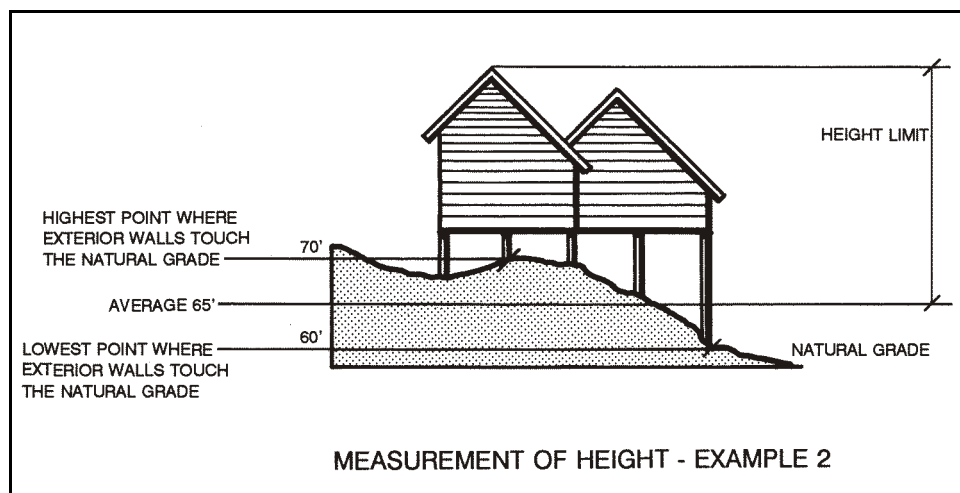 HEIGHT LIMIT
HIGHEST POINT WHERE
EXTERIOR WALLS TOUCH
THE NATURAL GRADE
70'
AVERAGE 65'
60'
LOWEST POINT WHERE
EXTERIOR WALLS TOUCH
THE NATURAL GRADE
NATURAL GRADE
MEASUREMENT OF HEIGHT - EXAMPLE 2